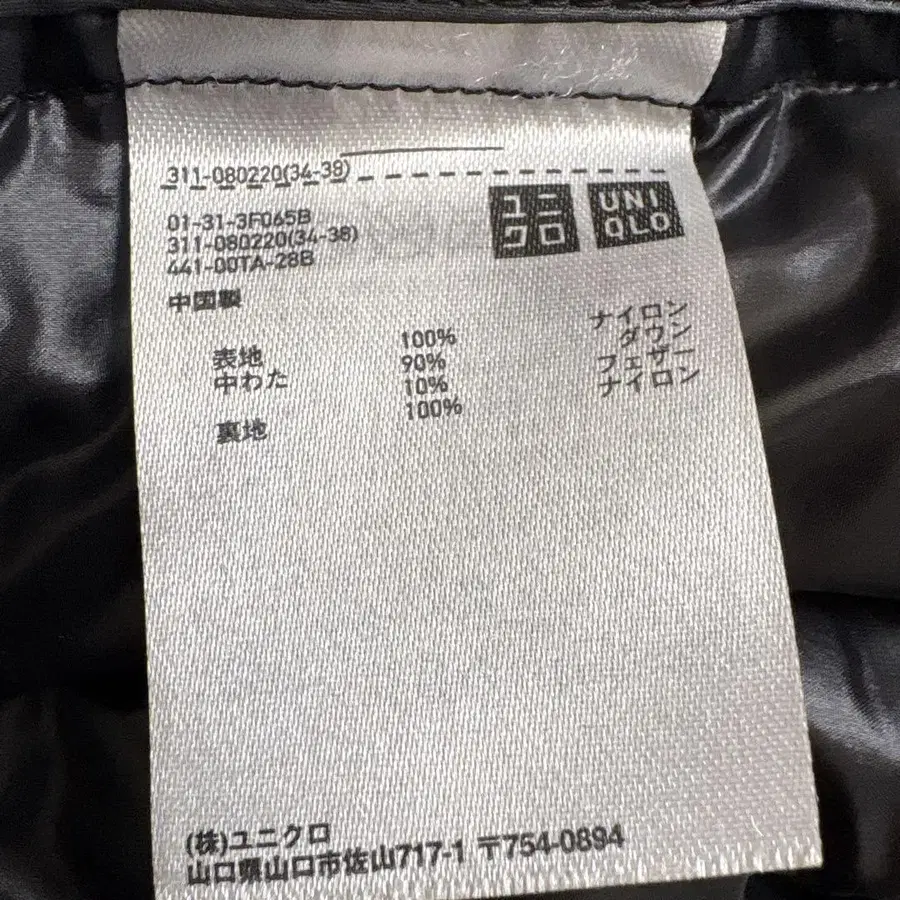 311-080220(34-38)
ユニクロ
UNIQLO
01-31-3F065B
311-080220(34-38)
441-00TA-28B
中国製
表地 100% ナイロン
中わた 90% ダウン
10% フェザー
裏地 100% ナイロン
(株)ユニクロ
山口県山口市佐山717-1 〒754-0894